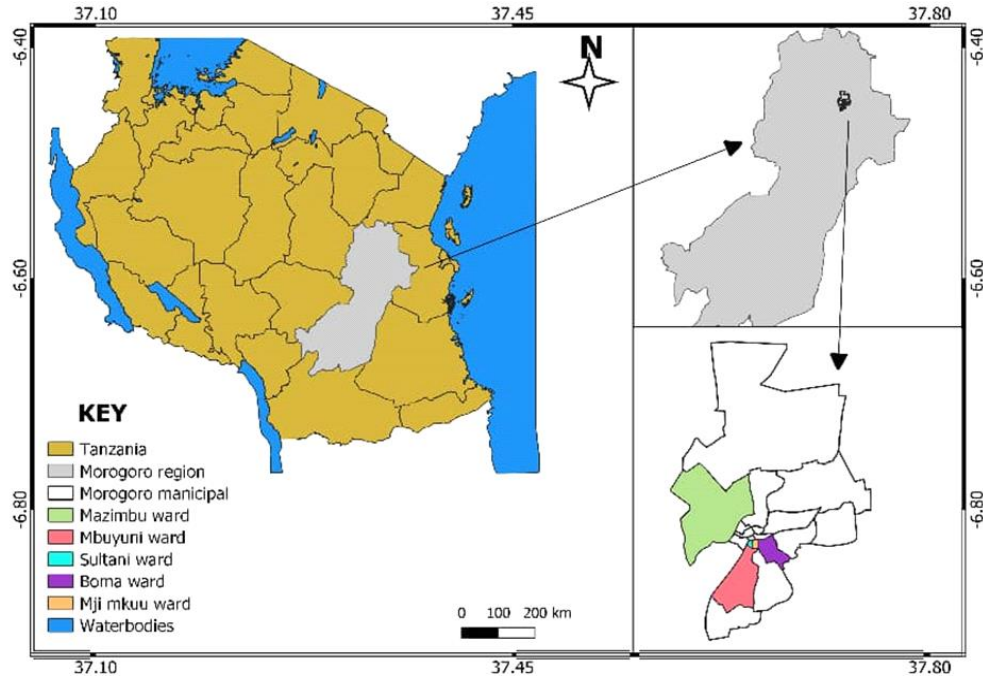 37.10 37.45 37.80
-6.40 -6.40
N
-6.60 -6.60
-6.80 -6.80
KEY
Tanzania
Morogoro region
Morogoro manicipal
Mazimbu ward
Mbuyuni ward
Sultani ward
Boma ward
Mji mkuu ward
Waterbodies
0 100 200 km
37.10 37.45 37.80